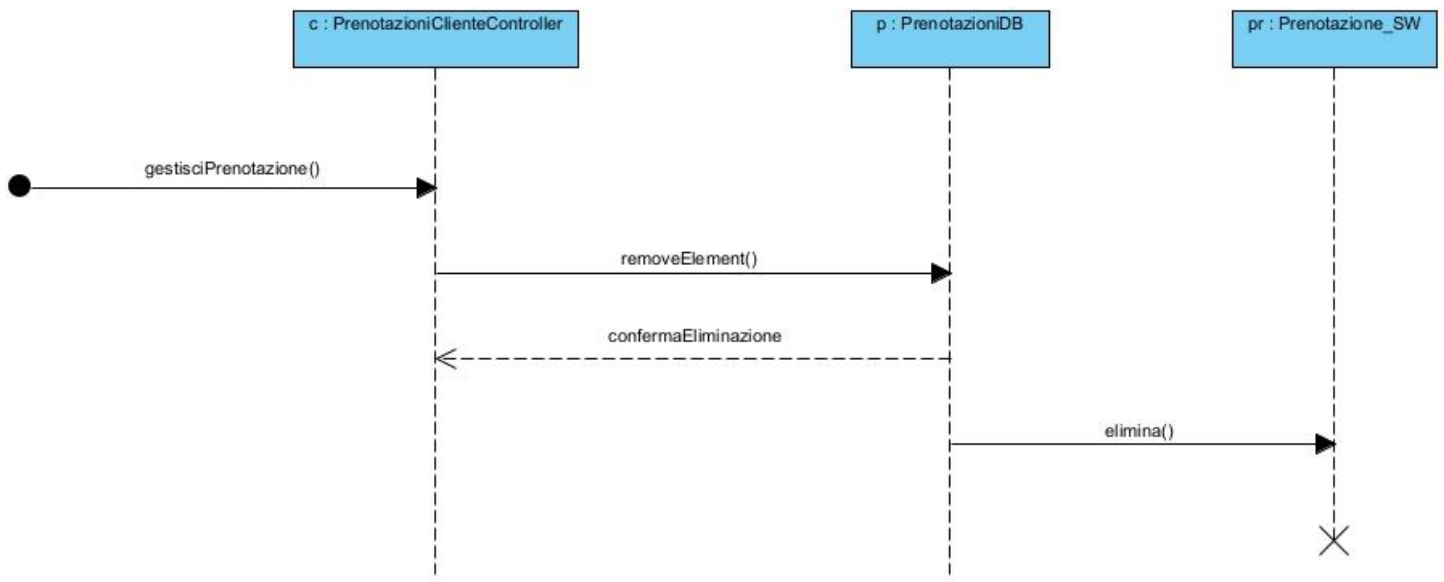 c : PrenotazioniClienteController
p : PrenotazioniDB
pr : Prenotazione_SW
gestisciPrenotazione()
removeElement()
confermaEliminazione
elimina()